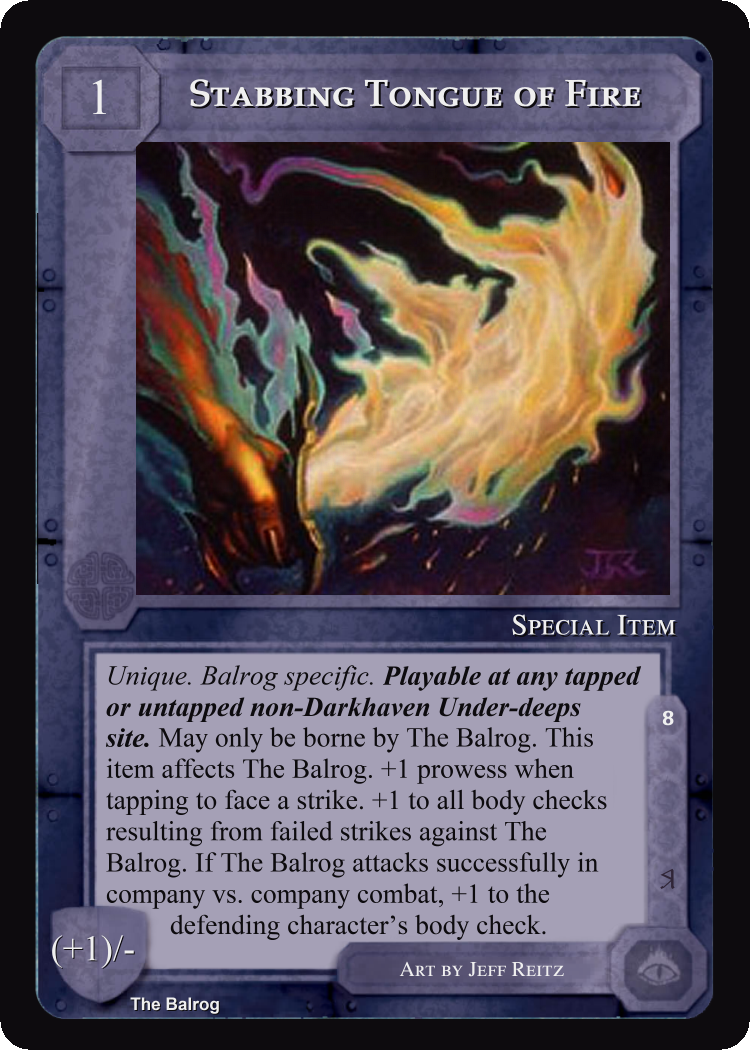 1
Stabbing Tongue of Fire
JR
Special Item
Unique. Balrog specific. Playable at any tapped
or untapped non-Darkhaven Under-deeps
site. May only be borne by The Balrog. This
item affects The Balrog. +1 prowess when
tapping to face a strike. +1 to all body checks
resulting from failed strikes against The
Balrog. If The Balrog attacks successfully in
company vs. company combat, +1 to the
defending character's body check.
8
(+1)/-
Art by Jeff Reitz
The Balrog